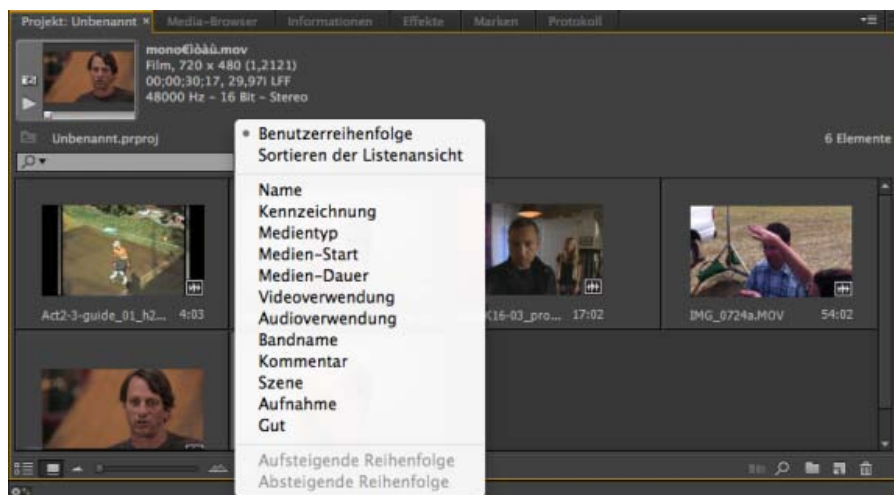 Projekt: Unbenannt × Media-Browser Informationen Effekte Marken Protokoll
mono€ìòàù.mov
Film, 720 x 480 (1,2121)
00;00;30;17, 29,97i LFF
48000 Hz - 16 Bit - Stereo
Unbenannt.prproj
6 Elemente
• Benutzerreihenfolge
Sortieren der Listenansicht
Name
Kennzeichnung
Medientyp
Medien-Start
Medien-Dauer
Videoverwendung
Audioverwendung
Bandname
Kommentar
Szene
Aufnahme
Gut
Aufsteigende Reihenfolge
Absteigende Reihenfolge
Act2-3-guide_01_h2... 4:03
16-03_pro... 17:02
IMG_0724a.MOV 54:02